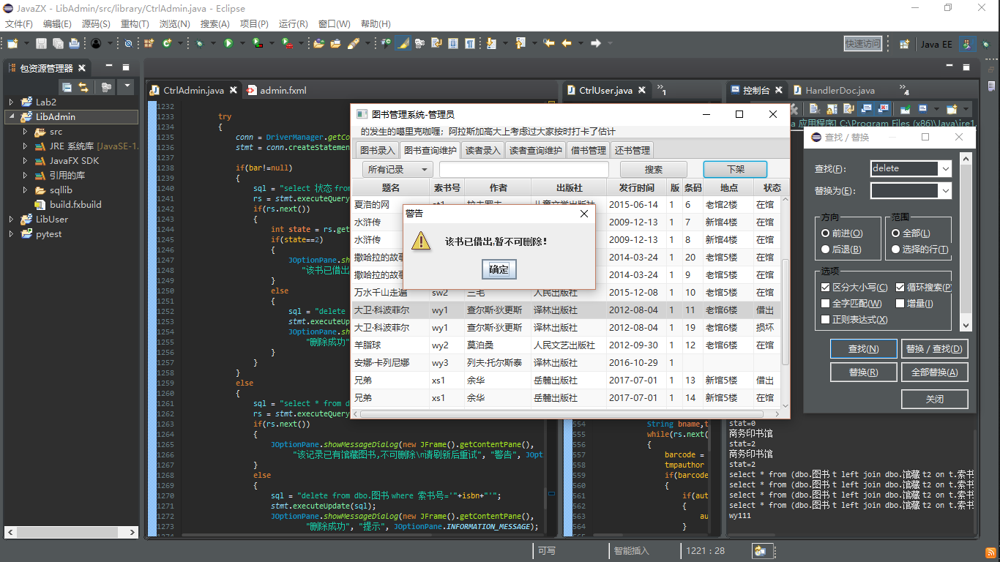 JavaZX - LibAdmin/src/library/CtrlAdmin.java - Eclipse
文件(F) 编辑(E) 源码(S) 重构(T) 浏览(N) 搜索(A) 项目(P) 运行(R) 窗口(W) 帮助(H)
快速访问 Java EE
包资源管理器
Lab2
LibAdmin
src
JRE 系统库 [JavaSE-1.
JavaFX SDK
引用的库
sqllib
build.fxbuild
LibUser
pytest
CtrlAdmin.java admin.fxml
1232
1233 try
1234 {
1235 conn = DriverManager.getCo
1236 stmt = conn.createStatemen
1237
1238 if(bar!=null)
1239 {
1240 sql = "select 状态 from
1241 rs = stmt.executeQuery
1242 if(rs.next())
1243 {
1244 int state = rs.get
1245 if(state==2)
1246 {
1247 JOptionPane.sho
1248 "该书已借出
1249 }
1250 else
1251 {
1252 sql = "delete
1253 stmt.executeUp
1254 JOptionPane.sho
1255 "删除成功"
1256 }
1257 }
1258 }
1259 else
1260 {
1261 sql = "select * from d
1262 rs = stmt.executeQuery
1263 if(rs.next())
1264 {
1265 JOptionPane.showMessageDialog(new JFrame().getContentPane(),
1266 "该记录已有馆藏图书,不可删除\n请刷新后重试", "警告", JOpt
1267 }
1268 else
1269 {
1270 sql = "delete from dbo.图书 where 索书号='"+isbn+"'";
1271 stmt.executeUpdate(sql);
1272 JOptionPane.showMessageDialog(new JFrame().getContentPane(),
1273 "删除成功", "提示", JOptionPane.INFORMATION_MESSAGE);
1274
图书管理系统-管理员
的发生的噶里克咖喱；阿拉斯加高大上考虑过大家按时打卡了估计
图书录入 图书查询维护 读者录入 读者查询维护 借书管理 还书管理
所有记录 搜索 下架
题名 索书号 作者 出版社 发行时间 版 条码 地点 状态
夏洛的网 2015-06-14 1 6 老馆2楼 在馆
水浒传 2009-12-13 1 7 新馆4楼 在馆
水浒传 2009-12-13 1 8 新馆4楼 在馆
撒哈拉的故事 2014-03-24 1 20 老馆5楼 在馆
撒哈拉的故事 2014-03-24 1 9 老馆5楼 在馆
万水千山走遍 sw2 三毛 人民出版社 2015-12-08 1 10 老馆5楼 在馆
大卫·科波菲尔 wy1 查尔斯·狄更斯 译林出版社 2012-08-04 1 11 老馆6楼 借出
大卫·科波菲尔 wy1 查尔斯·狄更斯 译林出版社 2012-08-04 1 19 老馆6楼 损坏
羊脂球 wy2 莫泊桑 人民文艺出版社 2012-09-30 1 12 老馆6楼 在馆
安娜·卡列尼娜 wy3 列夫·托尔斯泰 译林出版社 2016-10-29 1
兄弟 xs1 余华 岳麓出版社 2017-07-01 1 13 新馆5楼 借出
兄弟 xs1 余华 岳麓出版社 2017-07-01 1 14 新馆5楼 在馆
警告
该书已借出,暂不可删除!
确定
CtrlUser.java 1
554 String bname,t
555 while(rs.next(
556 {
557 barcode =
558 tmpauthor
559 if(barcode
560 {
561 if(aut
562 {
563 au
564 }
控制台 HandlerDoc.java 4
a 应用程序] C:\Program Files (x86)\Java\jre1
查找 / 替换
查找(F): delete
替换为(E):
方向 范围
前进(O) 全部(L)
后退(B) 选择的行(T)
选项
区分大小写(C) 循环搜索(P
全字匹配(W) 增量(I)
正则表达式(X)
查找(N) 替换 / 查找(D)
替换(R) 全部替换(A)
关闭
stat=0
商务印书馆
stat=2
商务印书馆
stat=2
select * from (dbo.图书 t left join dbo.馆藏 t2 on t.索书
select * from (dbo.图书 t left join dbo.馆藏 t2 on t.索书
select * from (dbo.图书 t left join dbo.馆藏 t2 on t.索书
select * from (dbo.图书 t left join dbo.馆藏 t2 on t.索书
wy111
可写 智能插入 1221 : 28